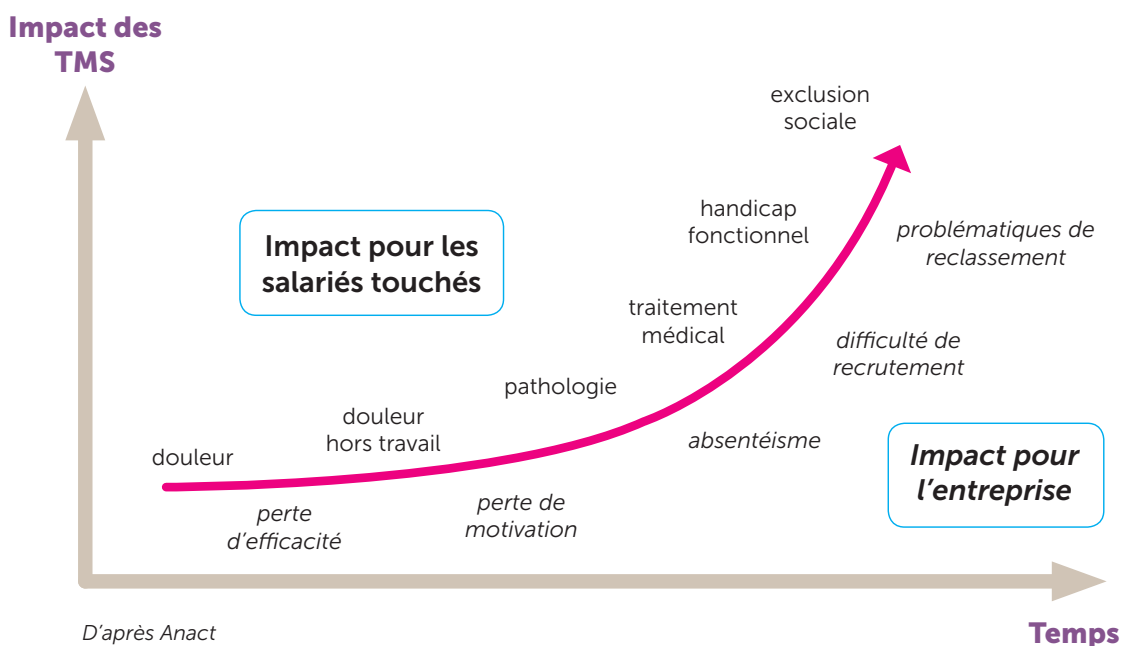 Impact des
TMS
exclusion
sociale
handicap
fonctionnel
problématiques de
reclassement
Impact pour les
salariés touchés
traitement
médical
difficulté de
recrutement
pathologie
douleur
hors travail
absentéisme
douleur
Impact pour
l'entreprise
perte de
motivation
perte
d'efficacité
D'après Anact
Temps